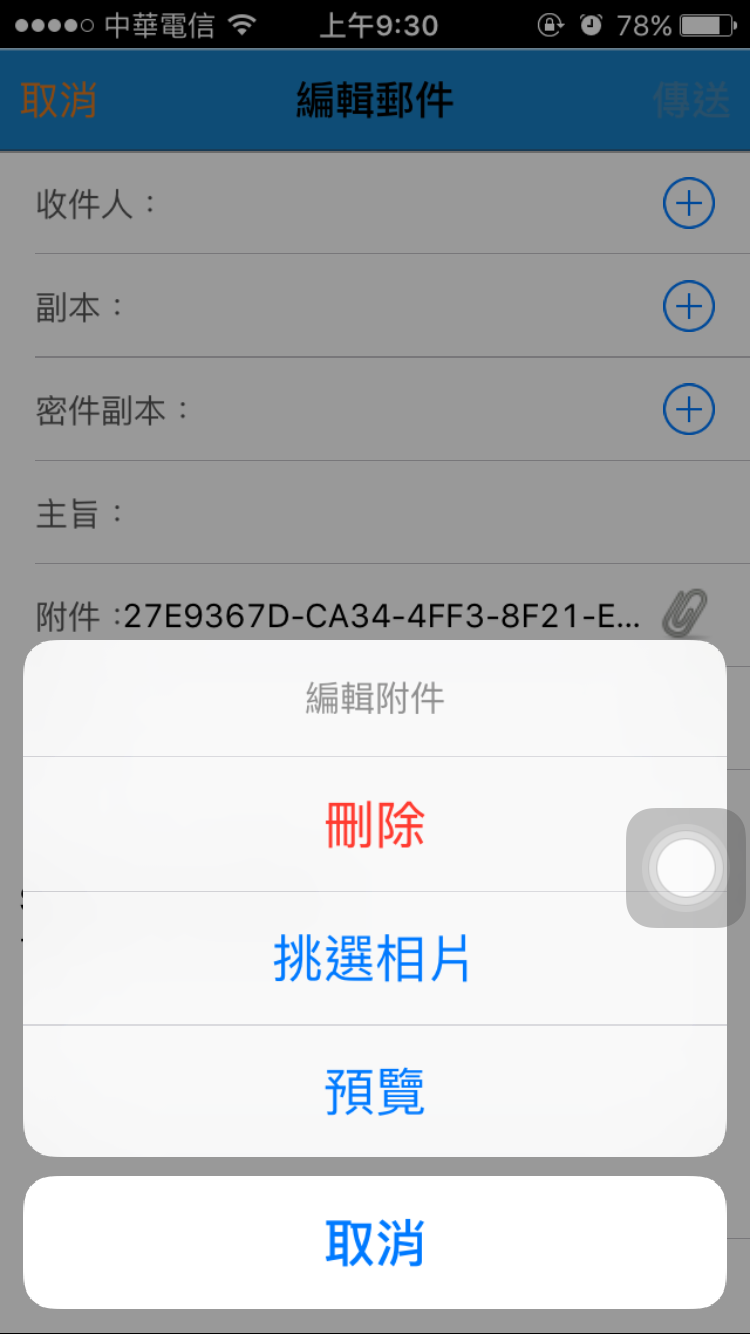 中華電信 上午9:30 78%
取消 編輯郵件 傳送
收件人：
副本：
密件副本：
主旨：
附件：27E9367D-CA34-4FF3-8F21-E...
編輯附件
刪除
挑選相片
預覽
取消